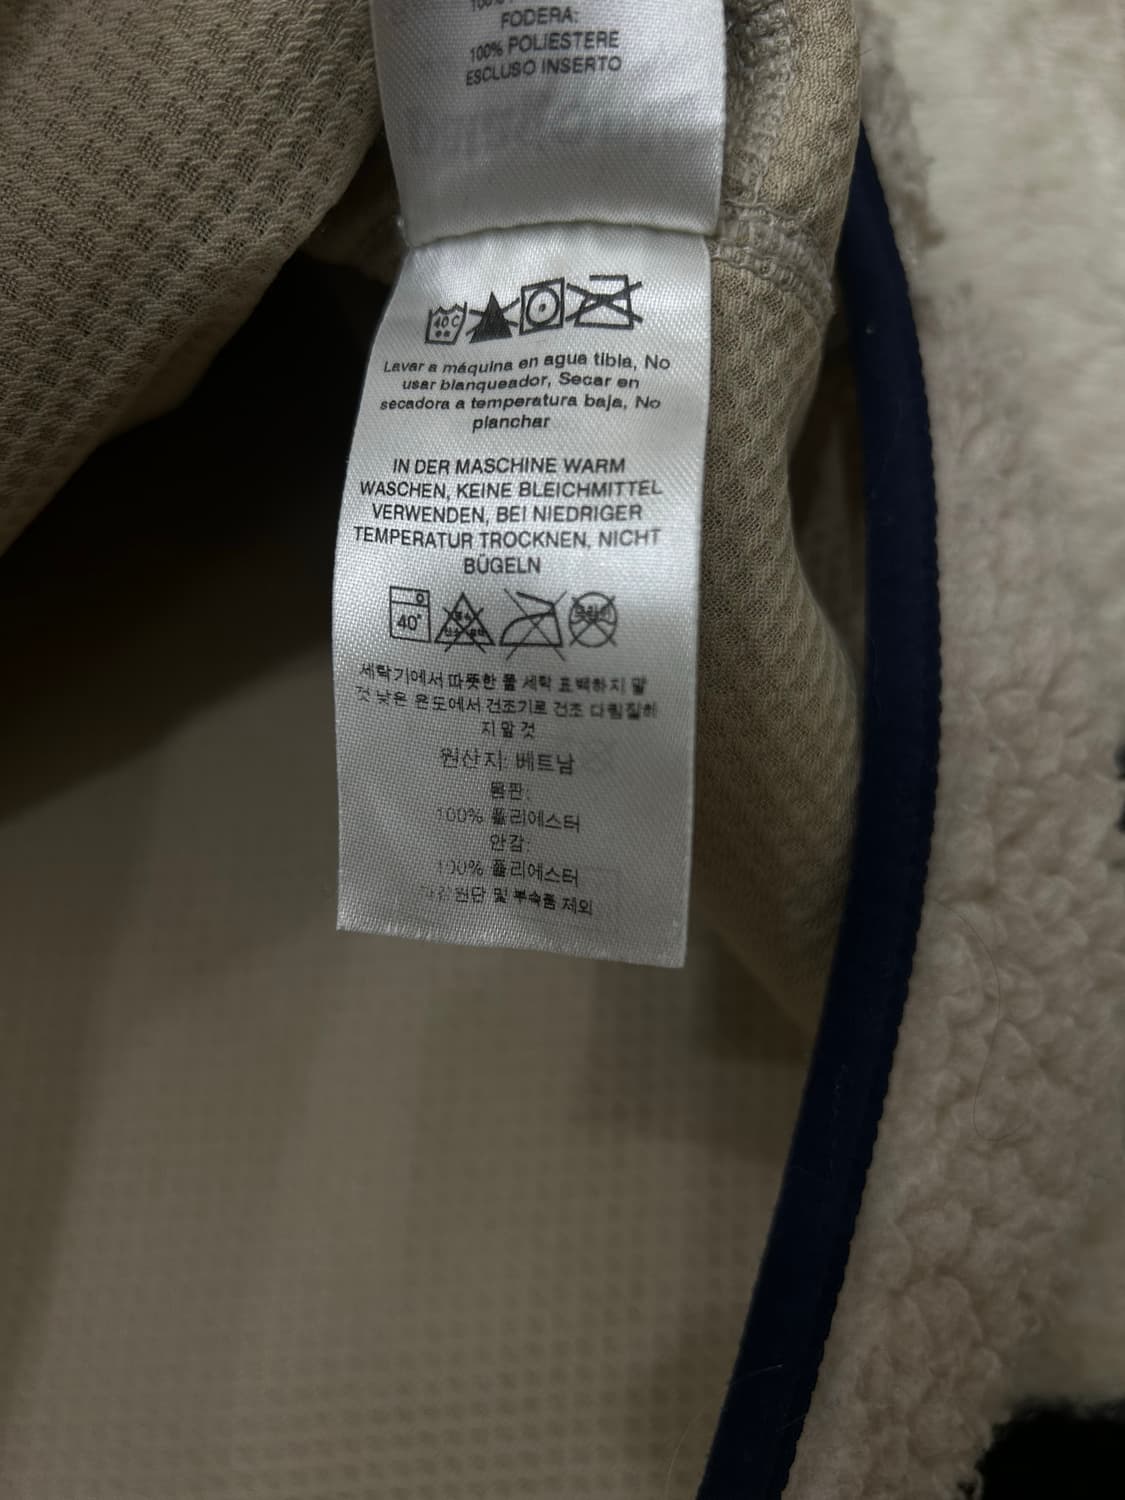 FODERA:
100% POLIESTERE
ESCLUSO INSERTO
40 C
Lavar a máquina en agua tibia, No
usar blanqueador, Secar en
secadora a temperatura baja, No
planchar
IN DER MASCHINE WARM
WASCHEN, KEINE BLEICHMITTEL
VERWENDEN, BEI NIEDRIGER
TEMPERATUR TROCKNEN, NICHT
BÜGELN
40°
세탁기에서 따뜻한 물 세탁 표백하지 말
것 낮은 온도에서 건조기로 건조 다림질하
지 말 것
원산지: 베트남
원판:
100% 폴리에스터
안감:
100% 폴리에스터
원단 및 부속품 제외